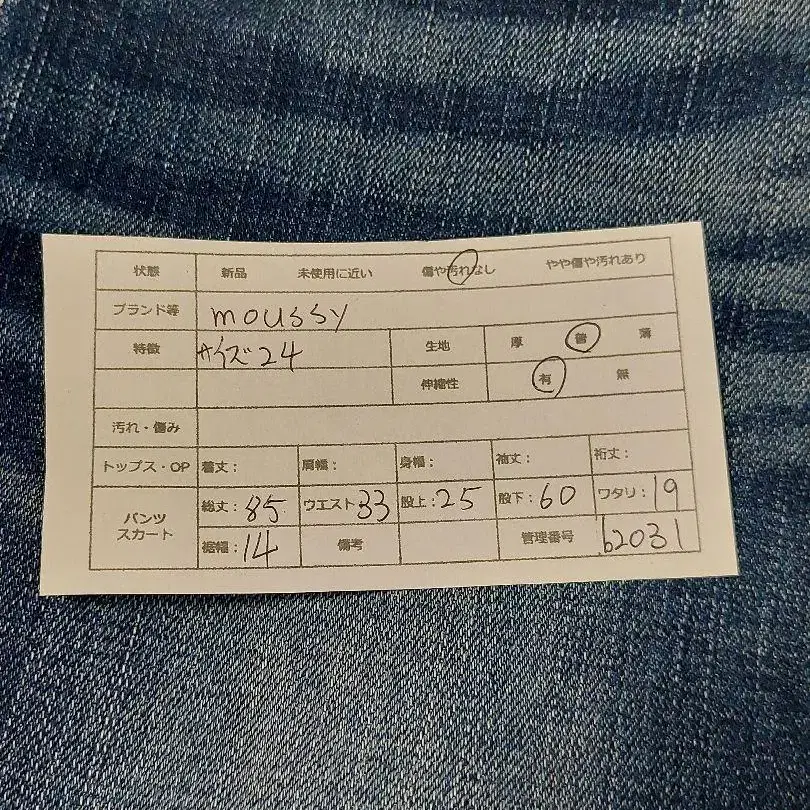 状態 新品 未使用に近い 傷や汚れなし やや傷や汚れあり
ブランド等 moussy
特徴 サイズ24 生地 厚 普 薄
伸縮性 有 無
汚れ・傷み
トップス・OP 着丈： 肩幅： 身幅： 袖丈： 裄丈：
パンツ スカート 総丈：85 ウエスト33 股上：25 股下：60 ワタリ：19
裾幅：14 備考 管理番号 62031